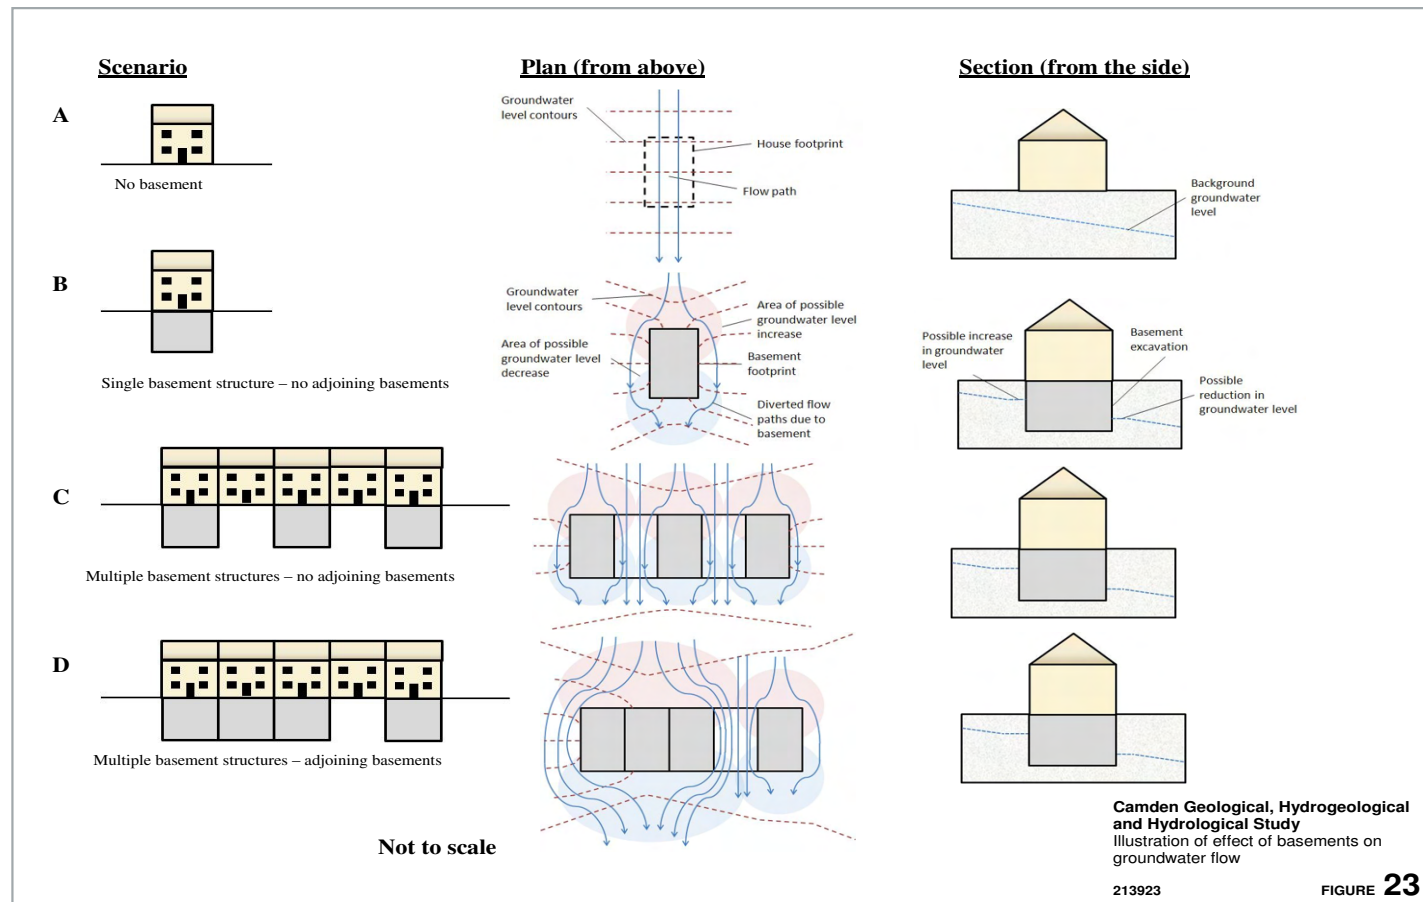 Scenario
Plan (from above)
Section (from the side)
A
No basement
Groundwater
level contours
House footprint
Flow path
Background
groundwater
level
B
Single basement structure – no adjoining basements
Groundwater
level contours
Area of possible
groundwater level
increase
Area of possible
groundwater level
decrease
Basement
footprint
Diverted flow
paths due to
basement
Possible increase
in groundwater
level
Basement
excavation
Possible
reduction in
groundwater level
C
Multiple basement structures – no adjoining basements
D
Multiple basement structures – adjoining basements
Not to scale
Camden Geological, Hydrogeological
and Hydrological Study
Illustration of effect of basements on
groundwater flow
213923
FIGURE 23